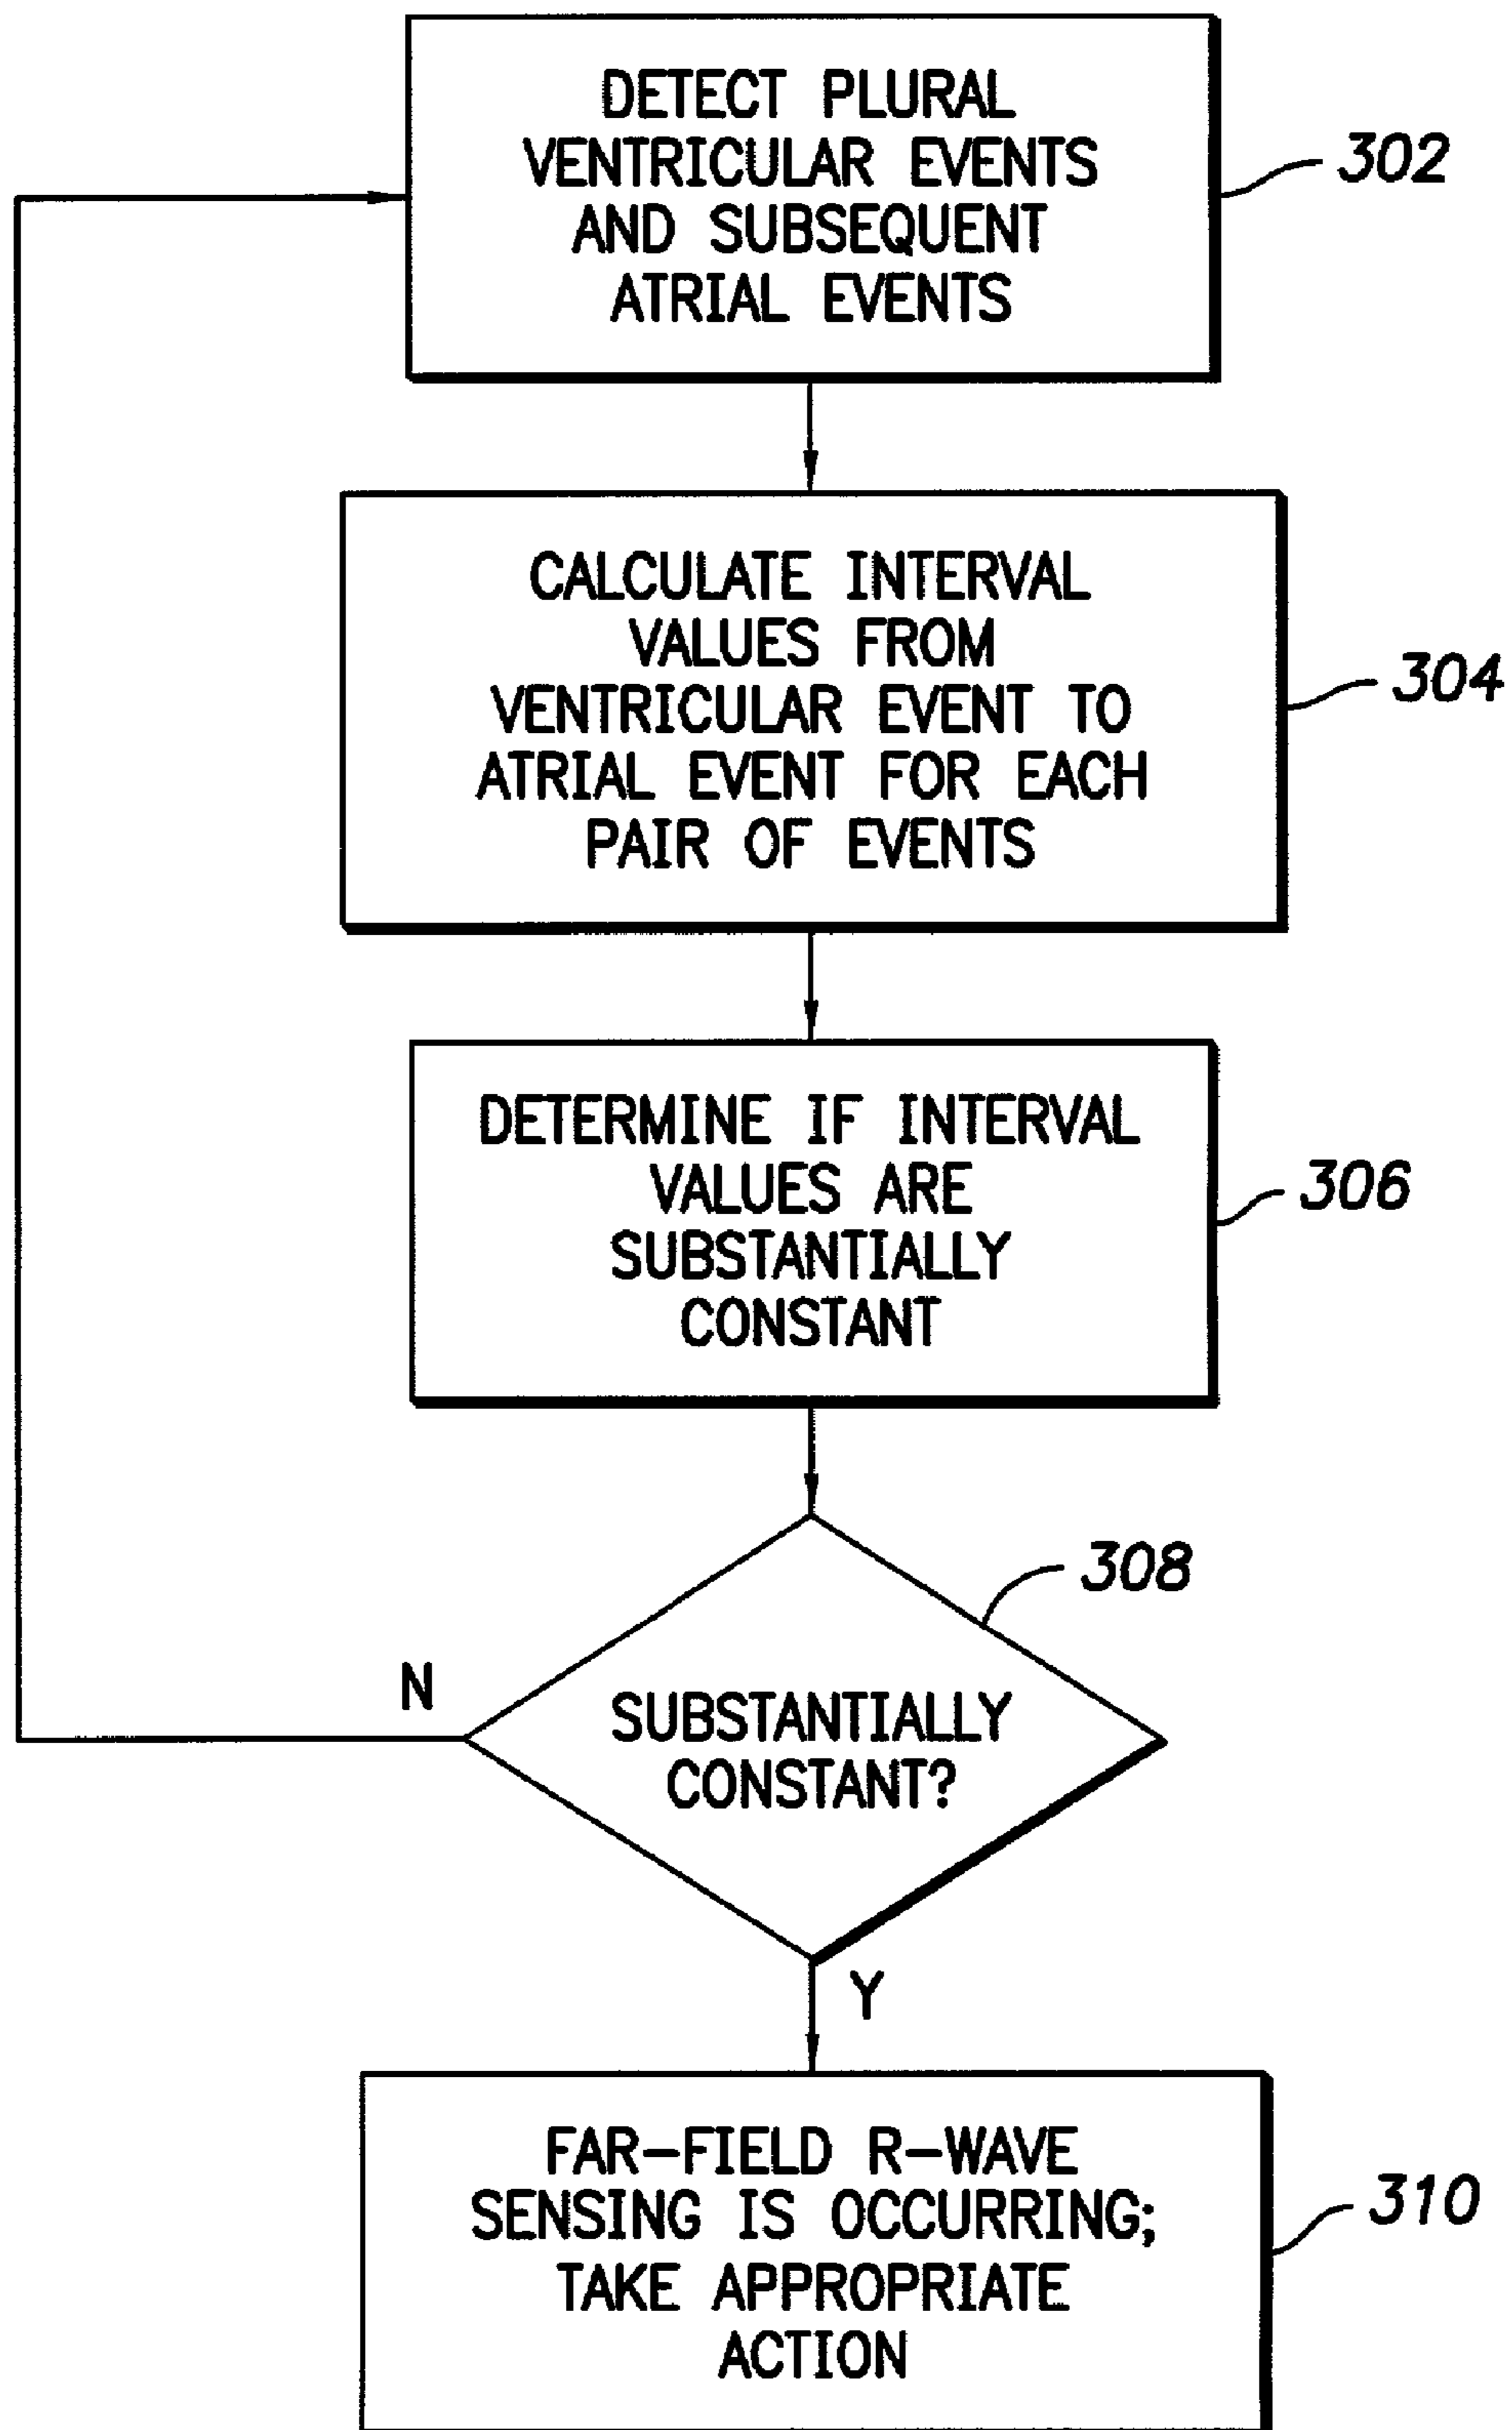 DETECT PLURAL
VENTRICULAR EVENTS
AND SUBSEQUENT
ATRIAL EVENTS
302
CALCULATE INTERVAL
VALUES FROM
VENTRICULAR EVENT TO
ATRIAL EVENT FOR EACH
PAIR OF EVENTS
304
DETERMINE IF INTERVAL
VALUES ARE
SUBSTANTIALLY
CONSTANT
306
308
N
SUBSTANTIALLY
CONSTANT?
Y
FAR-FIELD R-WAVE
SENSING IS OCCURRING;
TAKE APPROPRIATE
ACTION
310